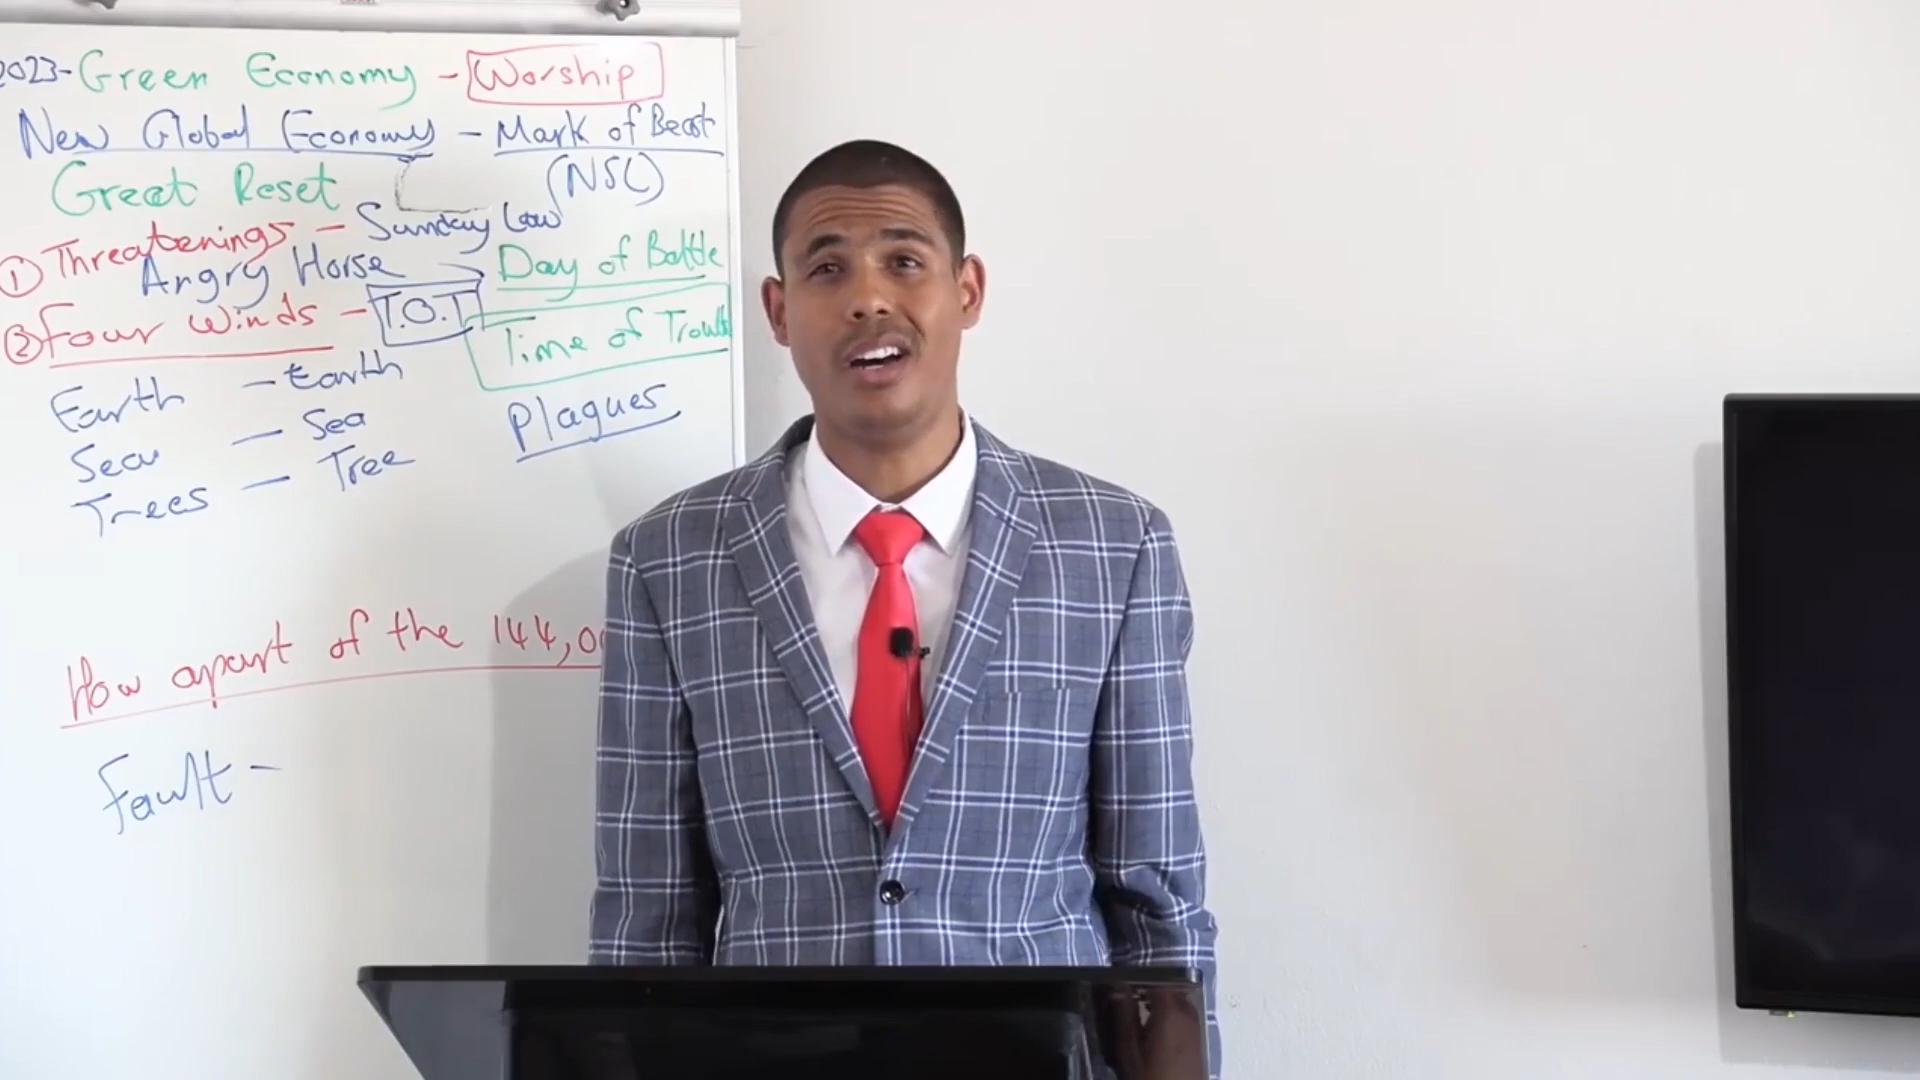 2023-Green Economy - Worship
New Global Economy - Mark of Beast
Great Reset (NSL)
① Threatenings - Sunday Law
Angry Horse Day of Battle
② Four Winds - T.O.T
Time of Troubl
Earth - Earth
Sea - Sea Plagues
Trees - Tree
How apart of the 144,0
Fault -